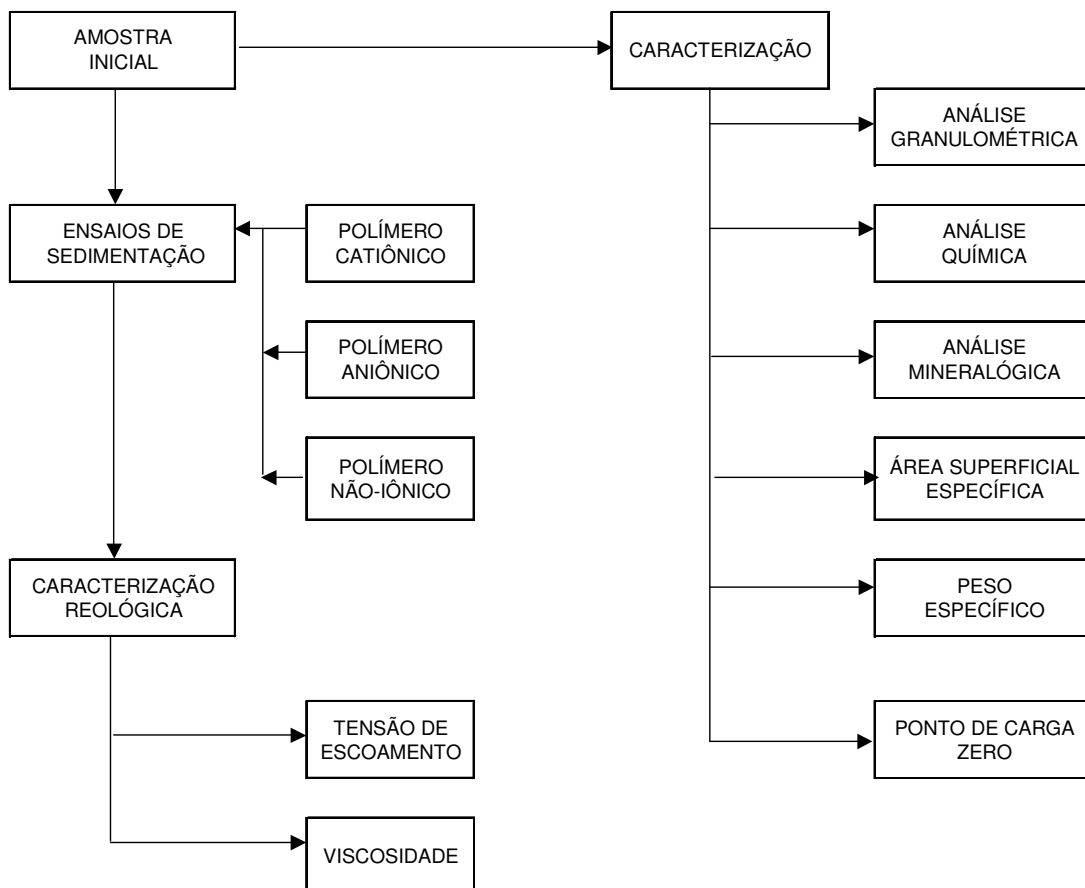 AMOSTRA
INICIAL
CARACTERIZAÇÃO
ANÁLISE
GRANULOMÉTRICA
ENSAIOS DE
SEDIMENTAÇÃO
POLÍMERO
CATIÔNICO
ANÁLISE
QUÍMICA
POLÍMERO
ANIÔNICO
ANÁLISE
MINERALÓGICA
POLÍMERO
NÃO-IÔNICO
ÁREA SUPERFICIAL
ESPECÍFICA
CARACTERIZAÇÃO
REOLÓGICA
PESO
ESPECÍFICO
TENSÃO DE
ESCOAMENTO
PONTO DE CARGA
ZERO
VISCOSIDADE